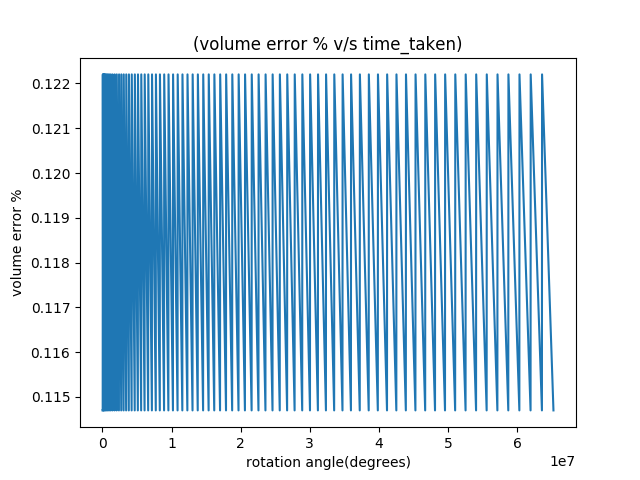 (volume error % v/s time_taken)
0.122
0.121
0.120
0.119
0.118
0.117
0.116
0.115
volume error %
0 1 2 3 4 5 6
1e7
rotation angle(degrees)